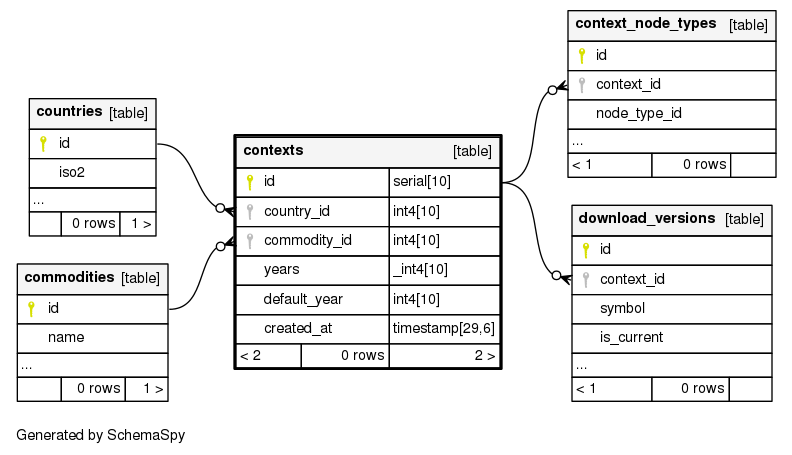 countries [table]
id
iso2
...
0 rows 1 >
commodities [table]
id
name
...
0 rows 1 >
contexts [table]
id serial[10]
country_id int4[10]
commodity_id int4[10]
years _int4[10]
default_year int4[10]
created_at timestamp[29,6]
< 2 0 rows 2 >
context_node_types [table]
id
context_id
node_type_id
...
< 1 0 rows
download_versions [table]
id
context_id
symbol
is_current
...
< 1 0 rows
Generated by SchemaSpy